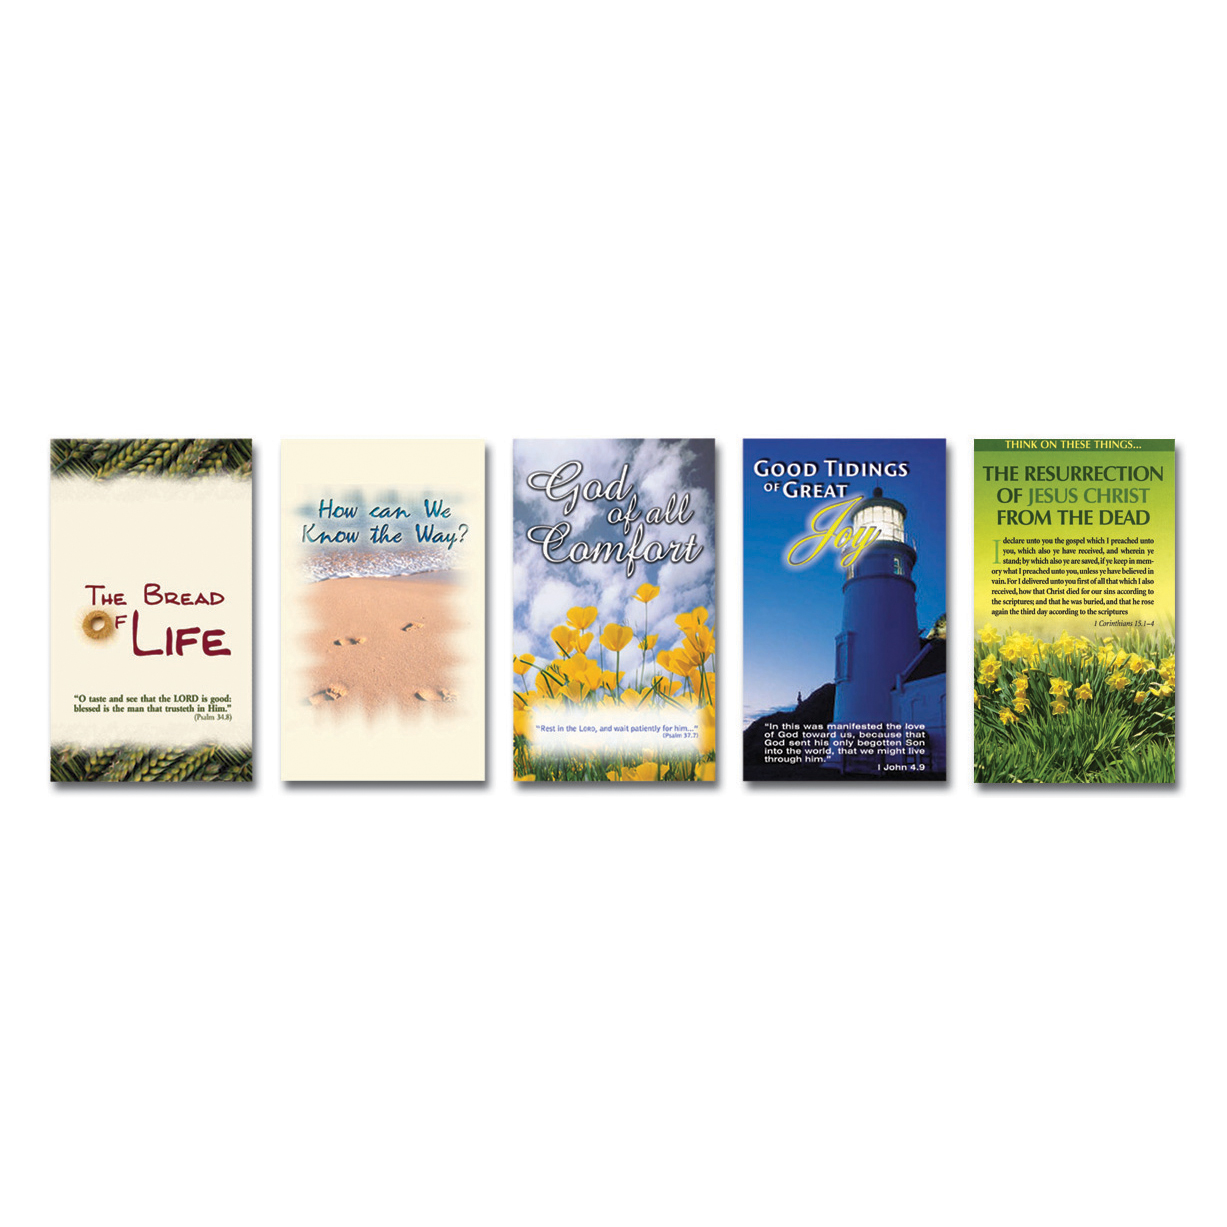 THE BREAD
OF LIFE
“O taste and see that the LORD is good:
blessed is the man that trusteth in Him.”
(Psalm 34.8)
How can We
Know the Way?
God
of all
Comfort
“Rest in the LORD, and wait patiently for him...”
(Psalm 37.7)
GOOD TIDINGS
OF GREAT
Joy
“In this was manifested the love
of God toward us, because that
God sent his only begotten Son
into the world, that we might live
through him.”
I John 4.9
THINK ON THESE THINGS...
THE RESURRECTION
OF JESUS CHRIST
FROM THE DEAD
I declare unto you the gospel which I preached unto
you, which also ye have received, and wherein ye
stand; by which also ye are saved, if ye keep in mem-
ory what I preached unto you, unless ye have believed in
vain. For I delivered unto you first of all that which I also
received, how that Christ died for our sins according to
the scriptures; and that he was buried, and that he rose
again the third day according to the scriptures
I Corinthians 15.1–4